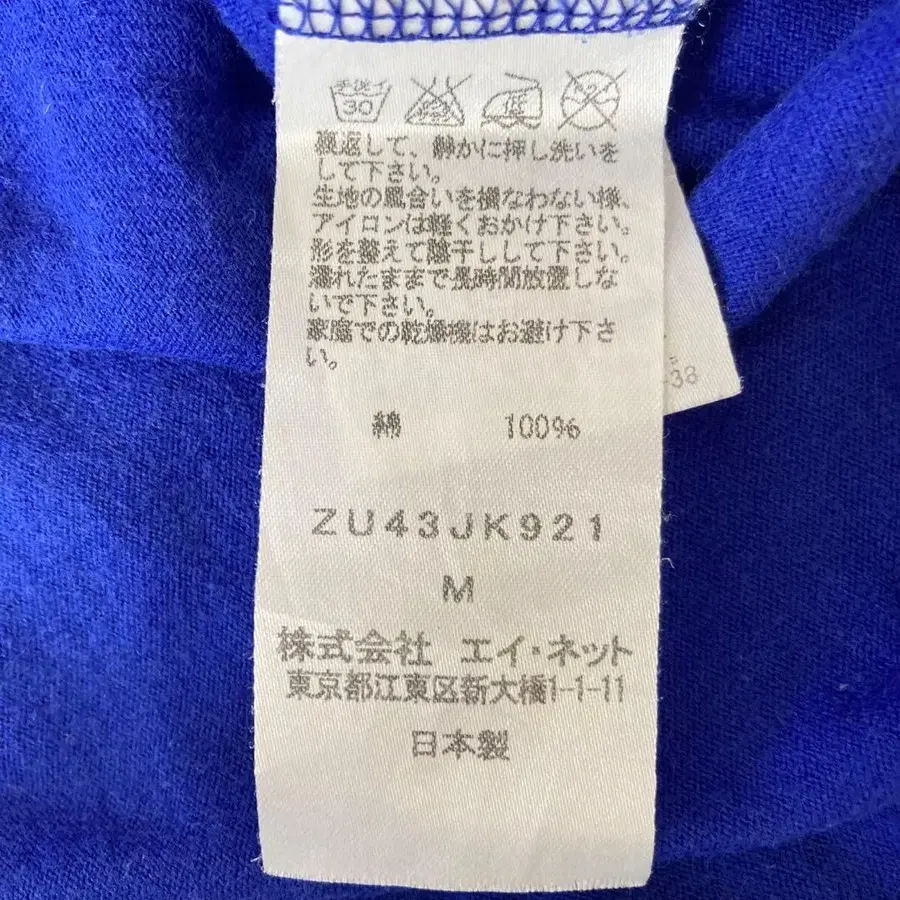 手洗イ
30
低
裏返して、静かに押し洗いを
して下さい。
生地の風合いを損なわない様、
アイロンは軽くおかけ下さい。
形を整えて陰干しして下さい。
濡れたままで長時間放置しな
いで下さい。
家庭での乾燥機はお避け下さ
い。
-38
綿 100%
ZU43JK921
M
株式会社 エイ・ネット
東京都江東区新大橋1-1-11
日本製